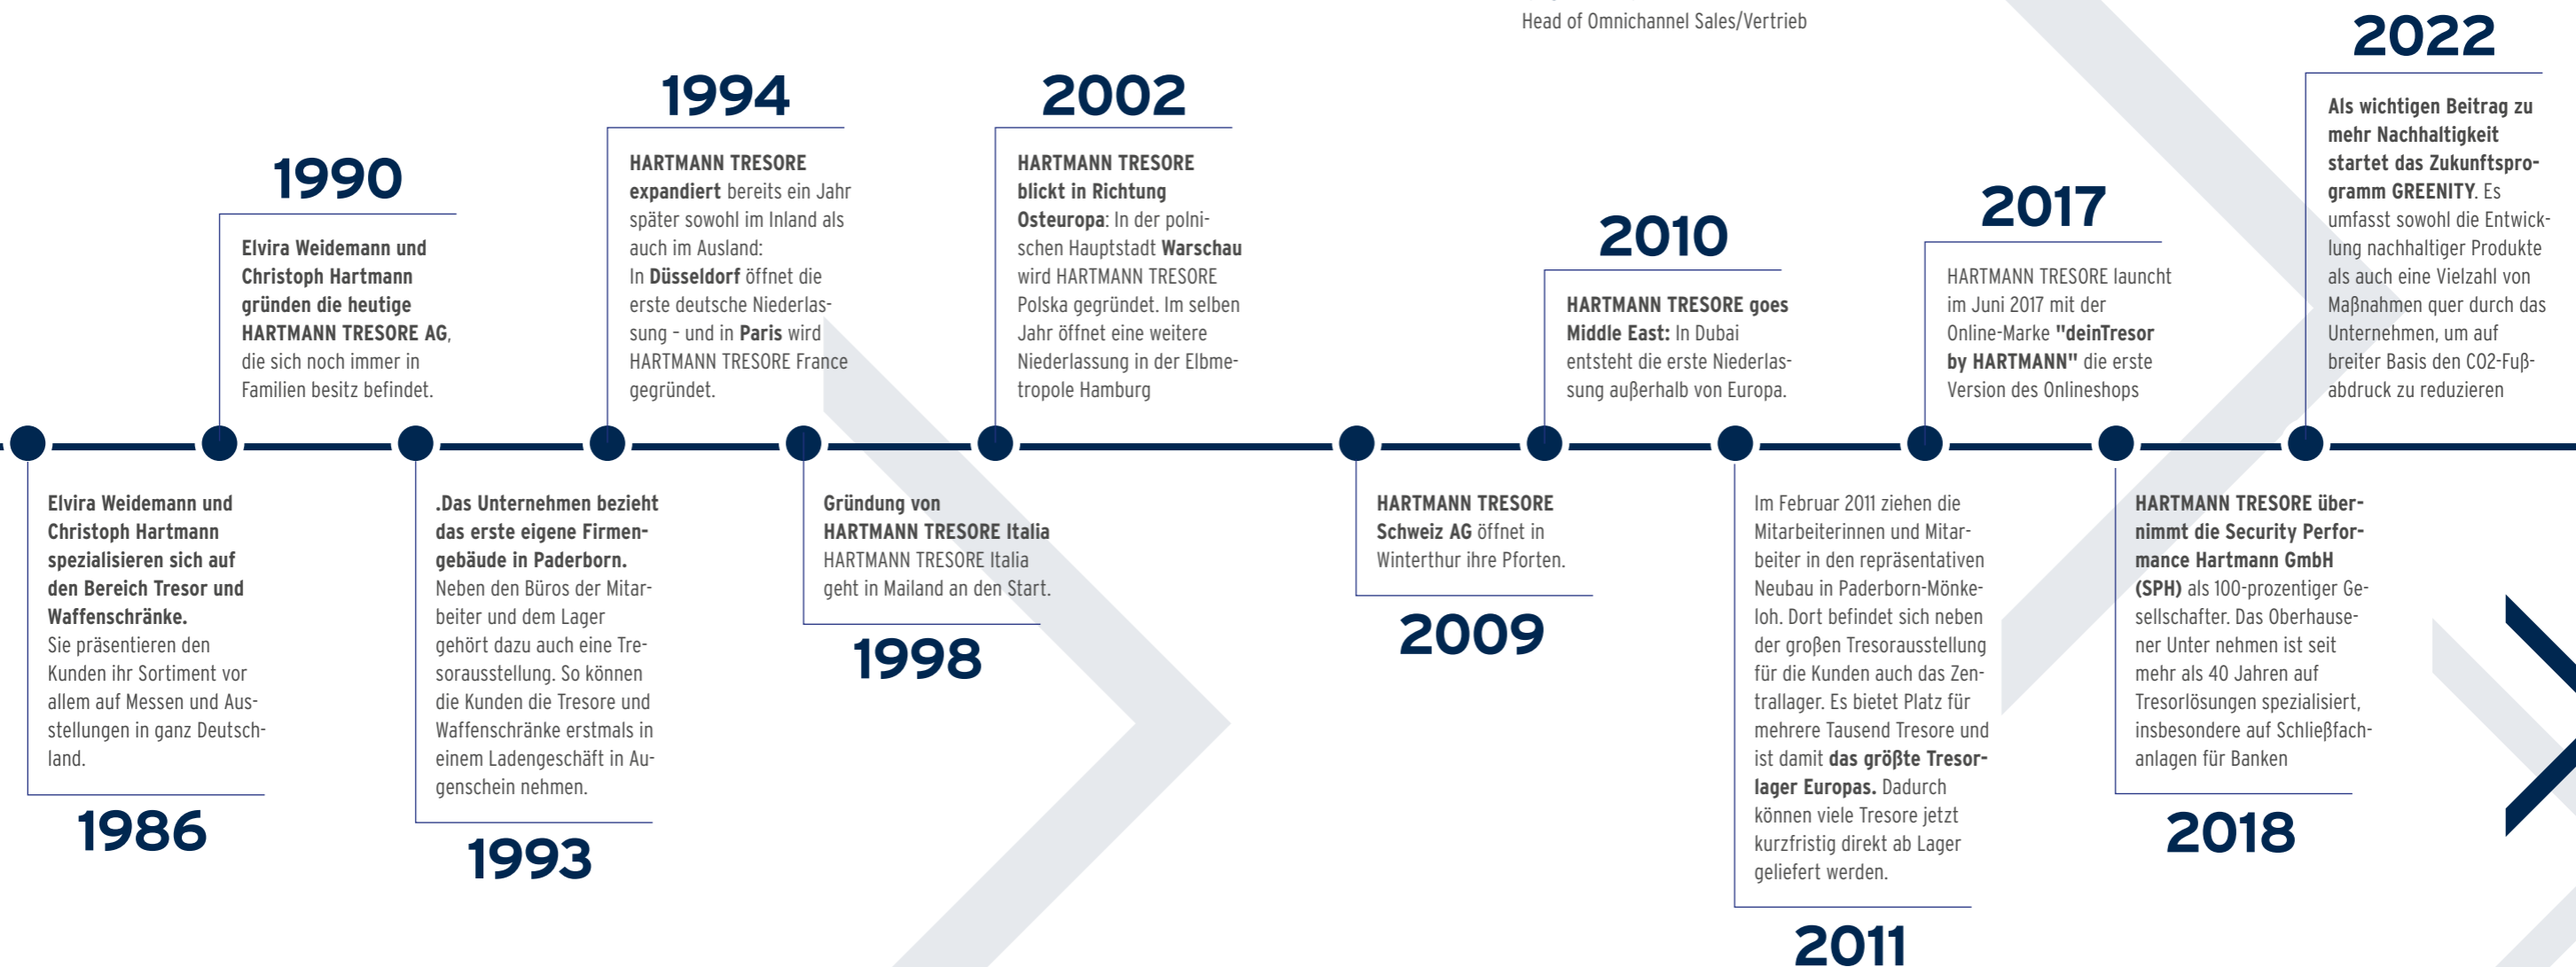 Head of Omnichannel Sales/Vertrieb
1986
Elvira Weidemann und
Christoph Hartmann
spezialisieren sich auf
den Bereich Tresor und
Waffenschränke.
Sie präsentieren den
Kunden ihr Sortiment vor
allem auf Messen und Aus-
stellungen in ganz Deutsch-
land.
1990
Elvira Weidemann und
Christoph Hartmann
gründen die heutige
HARTMANN TRESORE AG,
die sich noch immer in
Familien besitz befindet.
1993
.Das Unternehmen bezieht
das erste eigene Firmen-
gebäude in Paderborn.
Neben den Büros der Mitar-
beiter und dem Lager
gehört dazu auch eine Tre-
sorausstellung. So können
die Kunden die Tresore und
Waffenschränke erstmals in
einem Ladengeschäft in Au-
genschein nehmen.
1994
HARTMANN TRESORE
expandiert bereits ein Jahr
später sowohl im Inland als
auch im Ausland:
In Düsseldorf öffnet die
erste deutsche Niederlas-
sung – und in Paris wird
HARTMANN TRESORE France
gegründet.
1998
Gründung von
HARTMANN TRESORE Italia
HARTMANN TRESORE Italia
geht in Mailand an den Start.
2002
HARTMANN TRESORE
blickt in Richtung
Osteuropa: In der polni-
schen Hauptstadt Warschau
wird HARTMANN TRESORE
Polska gegründet. Im selben
Jahr öffnet eine weitere
Niederlassung in der Elbme-
tropole Hamburg
2009
HARTMANN TRESORE
Schweiz AG öffnet in
Winterthur ihre Pforten.
2010
HARTMANN TRESORE goes
Middle East: In Dubai
entsteht die erste Niederlas-
sung außerhalb von Europa.
2011
Im Februar 2011 ziehen die
Mitarbeiterinnen und Mitar-
beiter in den repräsentativen
Neubau in Paderborn-Mönke-
loh. Dort befindet sich neben
der großen Tresorausstellung
für die Kunden auch das Zen-
trallager. Es bietet Platz für
mehrere Tausend Tresore und
ist damit das größte Tresor-
lager Europas. Dadurch
können viele Tresore jetzt
kurzfristig direkt ab Lager
geliefert werden.
2017
HARTMANN TRESORE launcht
im Juni 2017 mit der
Online-Marke "deinTresor
by HARTMANN" die erste
Version des Onlineshops
2018
HARTMANN TRESORE über-
nimmt die Security Perfor-
mance Hartmann GmbH
(SPH) als 100-prozentiger Ge-
sellschafter. Das Oberhause-
ner Unter nehmen ist seit
mehr als 40 Jahren auf
Tresorlösungen spezialisiert,
insbesondere auf Schließfach-
anlagen für Banken
2022
Als wichtigen Beitrag zu
mehr Nachhaltigkeit
startet das Zukunftspro-
gramm GREENITY. Es
umfasst sowohl die Entwick-
lung nachhaltiger Produkte
als auch eine Vielzahl von
Maßnahmen quer durch das
Unternehmen, um auf
breiter Basis den CO2-Fuß-
abdruck zu reduzieren